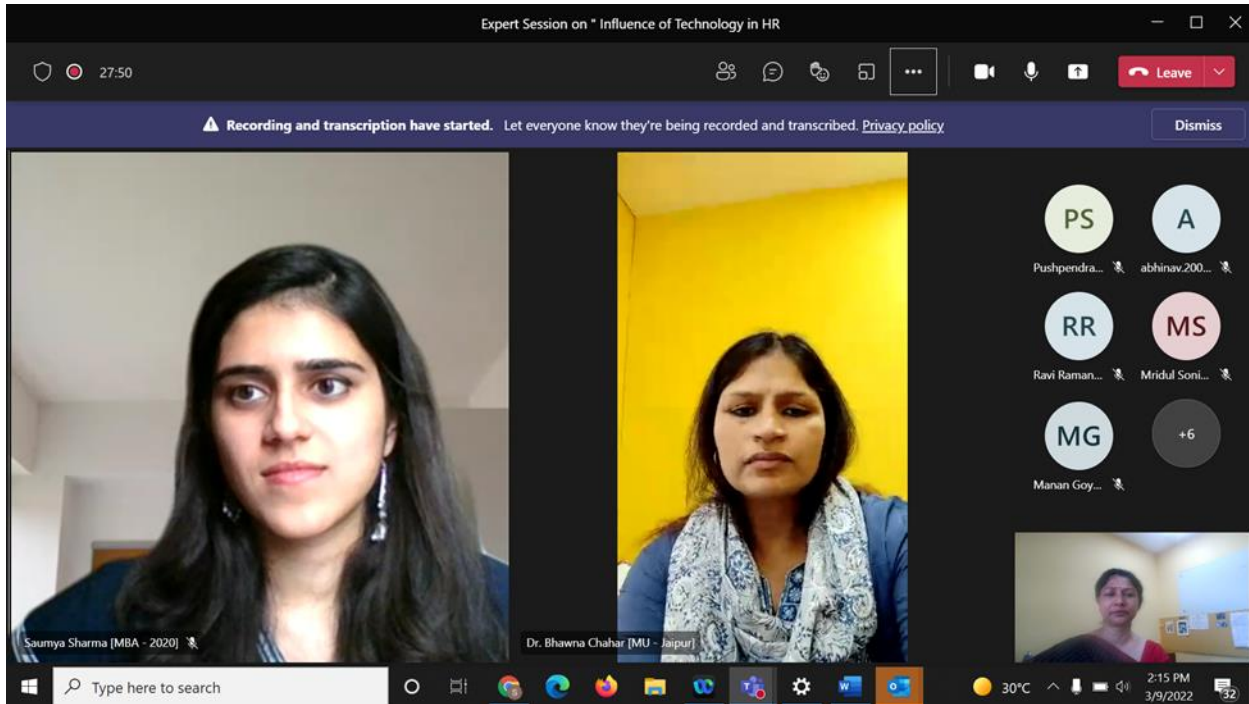 Expert Session on " Influence of Technology in HR
27:50
Leave
Recording and transcription have started. Let everyone know they're being recorded and transcribed. Privacy policy
Dismiss
PS
A
Pushpendra...
abhinav.200...
RR
MS
Ravi Raman...
Mridul Soni...
MG
+6
Manan Goy...
Saumya Sharma [MBA - 2020]
Dr. Bhawna Chahar [MU - Jaipur]
Type here to search
30°C
2:15 PM
3/9/2022
32